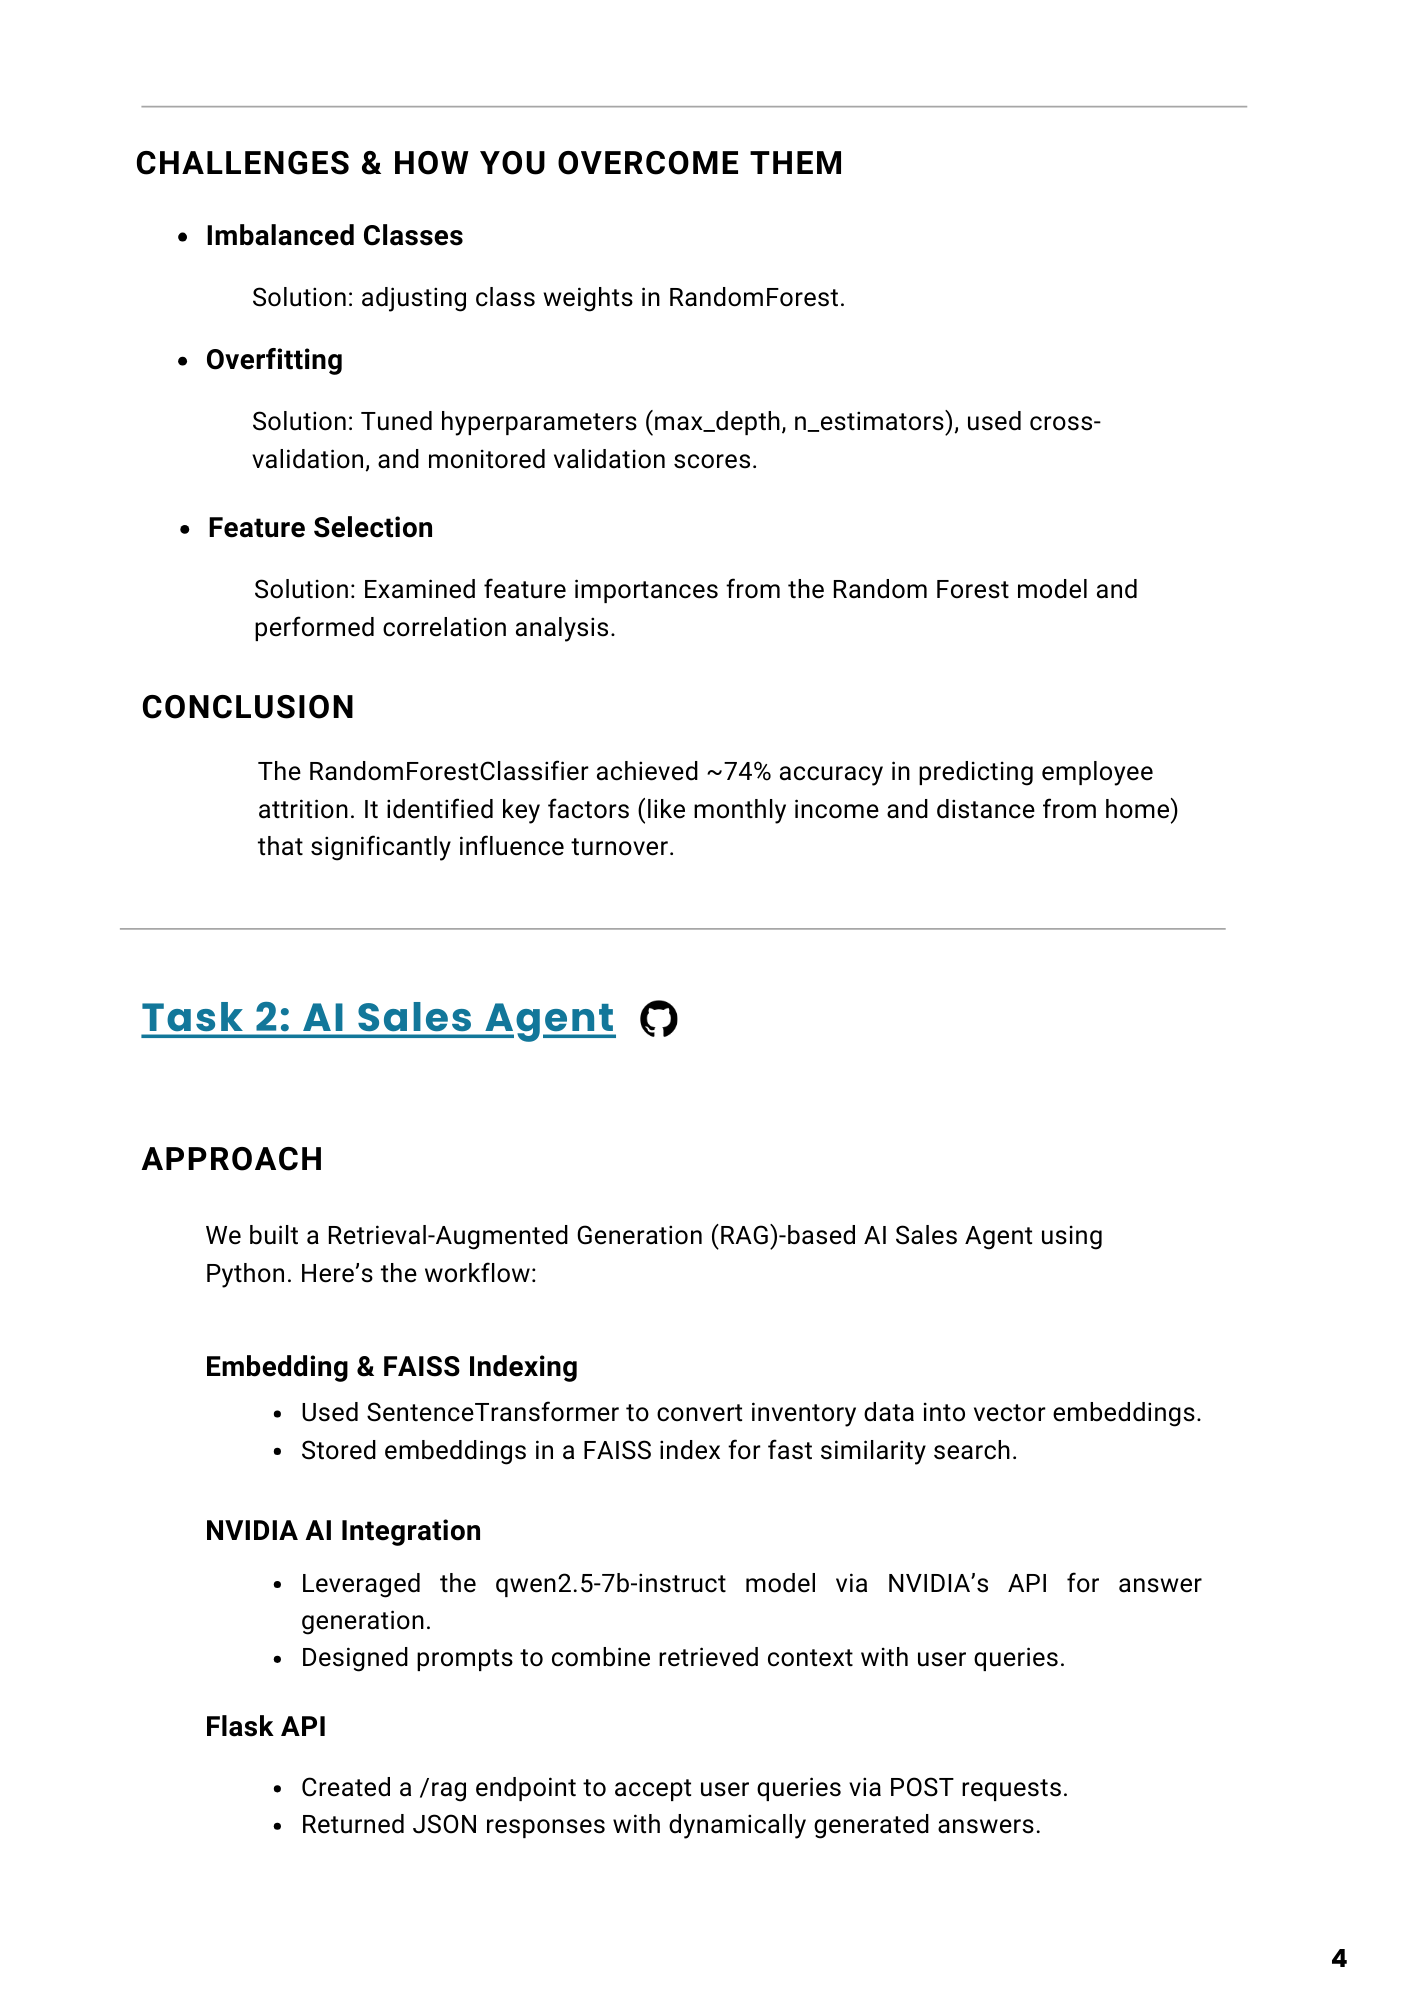 CHALLENGES & HOW YOU OVERCOME THEM
• Imbalanced Classes
Solution: adjusting class weights in RandomForest.
• Overfitting
Solution: Tuned hyperparameters (max_depth, n_estimators), used cross-
validation, and monitored validation scores.
• Feature Selection
Solution: Examined feature importances from the Random Forest model and
performed correlation analysis.
CONCLUSION
The RandomForestClassifier achieved ~74% accuracy in predicting employee
attrition. It identified key factors (like monthly income and distance from home)
that significantly influence turnover.
Task 2: AI Sales Agent
APPROACH
We built a Retrieval-Augmented Generation (RAG)-based AI Sales Agent using
Python. Here’s the workflow:
Embedding & FAISS Indexing
• Used SentenceTransformer to convert inventory data into vector embeddings.
• Stored embeddings in a FAISS index for fast similarity search.
NVIDIA AI Integration
• Leveraged the qwen2.5-7b-instruct model via NVIDIA’s API for answer
generation.
• Designed prompts to combine retrieved context with user queries.
Flask API
• Created a /rag endpoint to accept user queries via POST requests.
• Returned JSON responses with dynamically generated answers.
4